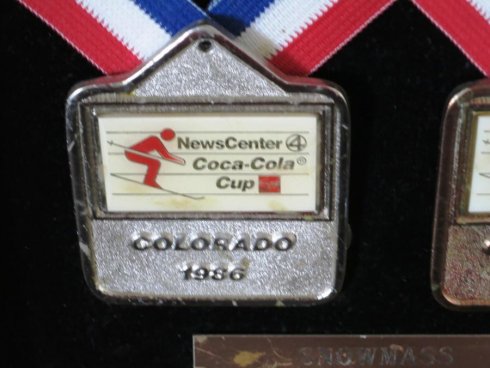 NewsCenter 4
Coca-Cola®
Cup
COLORADO
1986
SNOWMASS